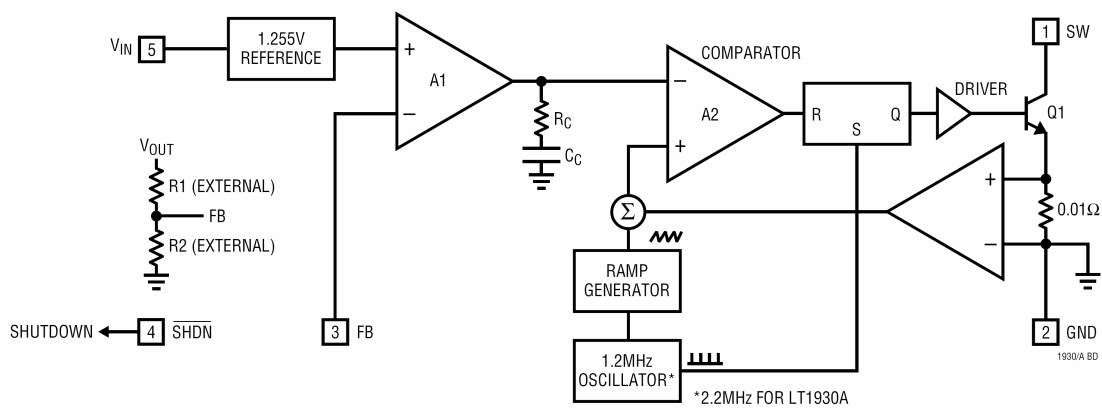 1 SW
V_IN 5
1.255V
REFERENCE
+
−
A1
COMPARATOR
−
+
A2
R
S
Q
DRIVER
Q1
R_C
C_C
V_OUT
R1 (EXTERNAL)
FB
R2 (EXTERNAL)
Σ
+
−
0.01Ω
RAMP
GENERATOR
SHUTDOWN
4 S̅H̅D̅N̅
3 FB
2 GND
1930/A BD
1.2MHz
OSCILLATOR*
*2.2MHz FOR LT1930A